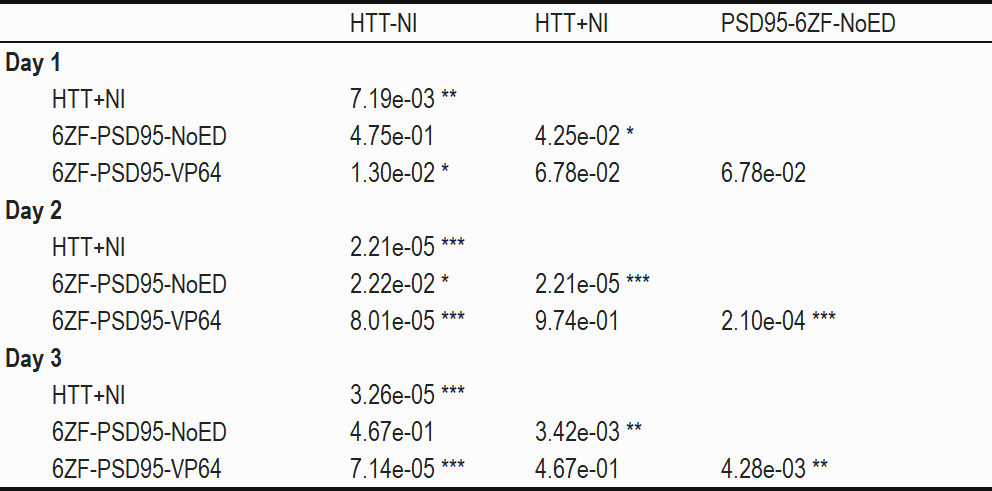 HTT-NI HTT+NI PSD95-6ZF-NoED
Day 1
HTT+NI 7.19e-03 **
6ZF-PSD95-NoED 4.75e-01 4.25e-02 *
6ZF-PSD95-VP64 1.30e-02 * 6.78e-02 6.78e-02
Day 2
HTT+NI 2.21e-05 ***
6ZF-PSD95-NoED 2.22e-02 * 2.21e-05 ***
6ZF-PSD95-VP64 8.01e-05 *** 9.74e-01 2.10e-04 ***
Day 3
HTT+NI 3.26e-05 ***
6ZF-PSD95-NoED 4.67e-01 3.42e-03 **
6ZF-PSD95-VP64 7.14e-05 *** 4.67e-01 4.28e-03 **